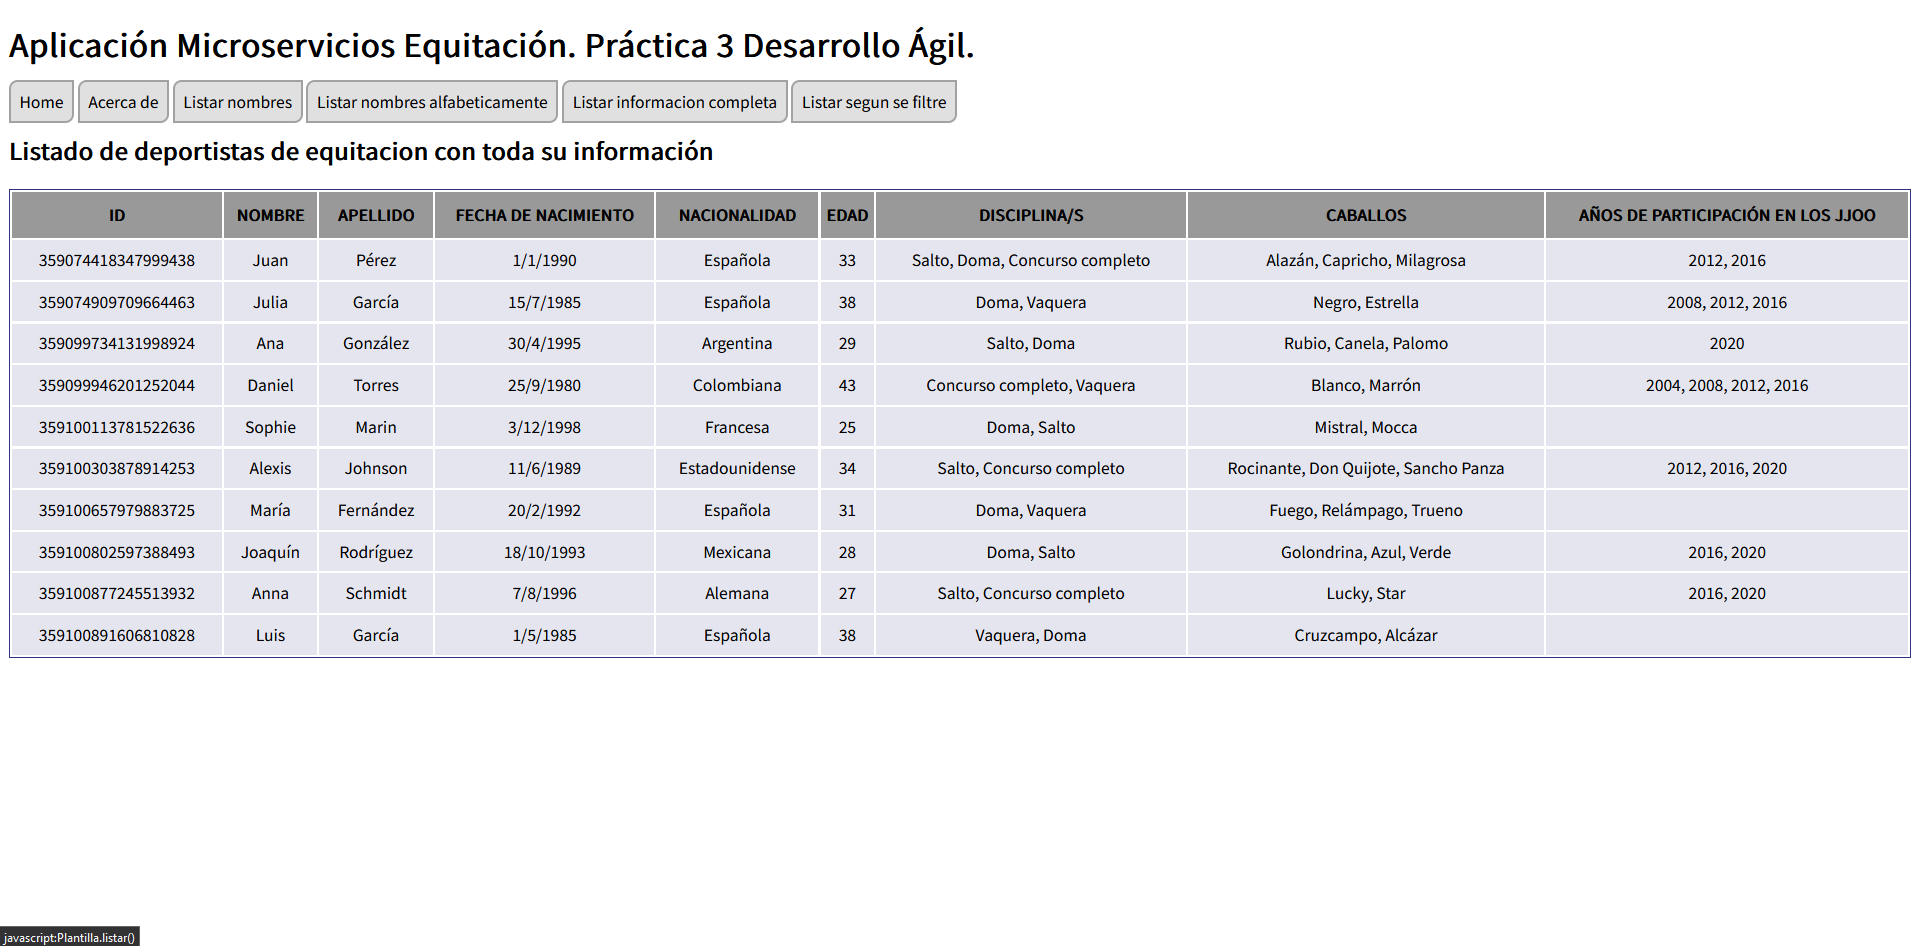 Aplicación Microservicios Equitación. Práctica 3 Desarrollo Ágil.
Home Acerca de Listar nombres Listar nombres alfabeticamente Listar informacion completa Listar segun se filtre
Listado de deportistas de equitacion con toda su información
ID NOMBRE APELLIDO FECHA DE NACIMIENTO NACIONALIDAD EDAD DISCIPLINA/S CABALLOS AÑOS DE PARTICIPACIÓN EN LOS JJOO
359074418347999438 Juan Pérez 1/1/1990 Española 33 Salto, Doma, Concurso completo Alazán, Capricho, Milagrosa 2012, 2016
359074909709664463 Julia García 15/7/1985 Española 38 Doma, Vaquera Negro, Estrella 2008, 2012, 2016
359099734131998924 Ana González 30/4/1995 Argentina 29 Salto, Doma Rubio, Canela, Palomo 2020
359099946201252044 Daniel Torres 25/9/1980 Colombiana 43 Concurso completo, Vaquera Blanco, Marrón 2004, 2008, 2012, 2016
359100113781522636 Sophie Marin 3/12/1998 Francesa 25 Doma, Salto Mistral, Mocca
359100303878914253 Alexis Johnson 11/6/1989 Estadounidense 34 Salto, Concurso completo Rocinante, Don Quijote, Sancho Panza 2012, 2016, 2020
359100657979883725 María Fernández 20/2/1992 Española 31 Doma, Vaquera Fuego, Relámpago, Trueno
359100802597388493 Joaquín Rodríguez 18/10/1993 Mexicana 28 Doma, Salto Golondrina, Azul, Verde 2016, 2020
359100877245513932 Anna Schmidt 7/8/1996 Alemana 27 Salto, Concurso completo Lucky, Star 2016, 2020
359100891606810828 Luis García 1/5/1985 Española 38 Vaquera, Doma Cruzcampo, Alcázar
javascript:Plantilla.listar()